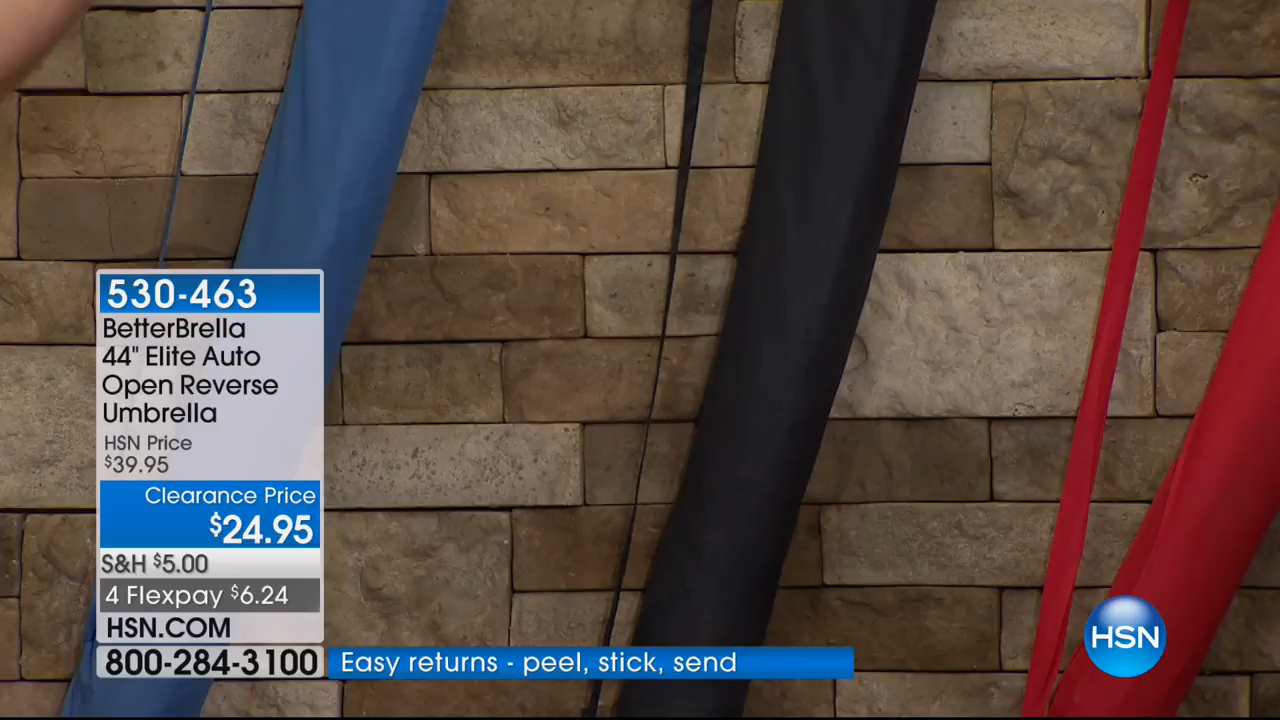 530-463
BetterBrella
44" Elite Auto
Open Reverse
Umbrella
HSN Price
$39.95
Clearance Price
$24.95
S&H $5.00
4 Flexpay $6.24
HSN.COM
800-284-3100
Easy returns - peel, stick, send
HSN